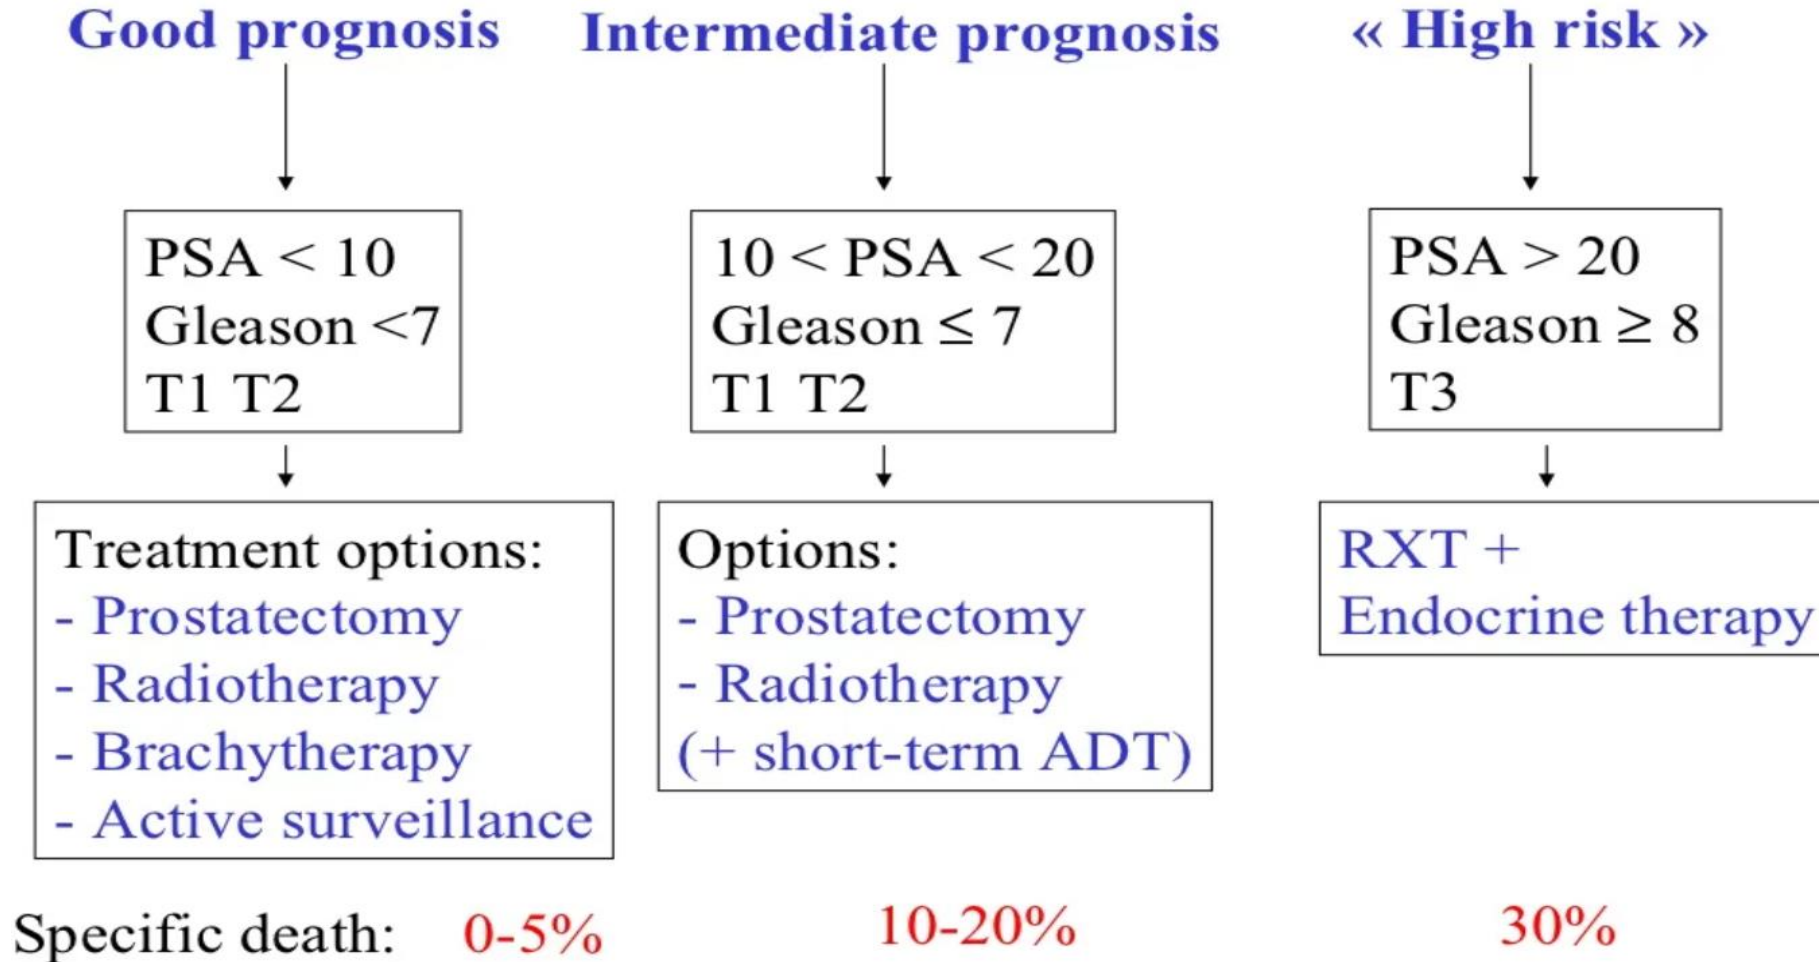 Good prognosis
PSA < 10
Gleason <7
T1 T2
Treatment options:
- Prostatectomy
- Radiotherapy
- Brachytherapy
- Active surveillance
Intermediate prognosis
10 < PSA < 20
Gleason ≤ 7
T1 T2
Options:
- Prostatectomy
- Radiotherapy
(+ short-term ADT)
« High risk »
PSA > 20
Gleason ≥ 8
T3
RXT +
Endocrine therapy
Specific death: 0-5% 10-20% 30%